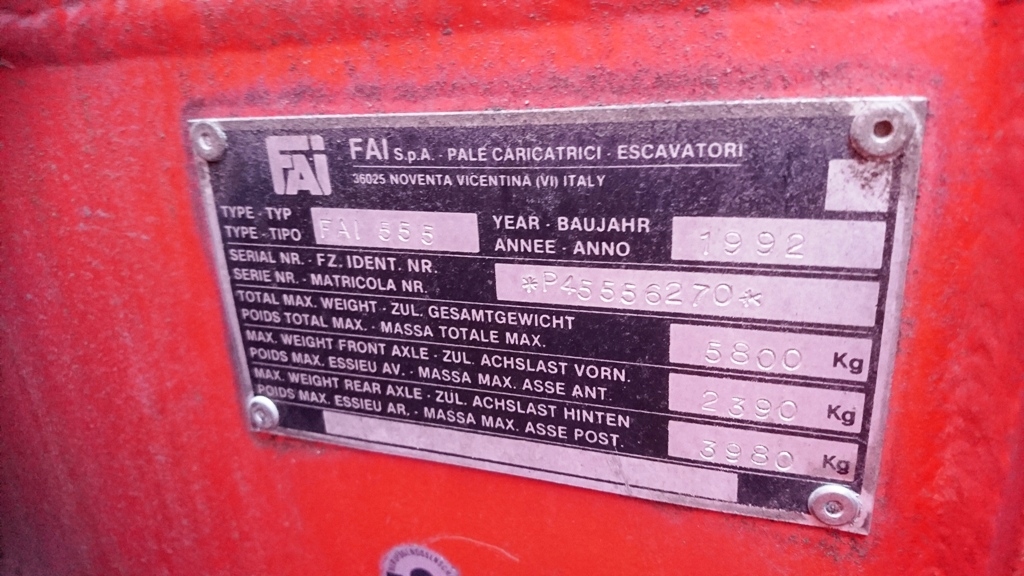 FAI
FAI S.p.A. - PALE CARICATRICI - ESCAVATORI
36025 NOVENTA VICENTINA (VI) ITALY
TYPE - TYP
TYPE - TIPO
FAI 555
YEAR - BAUJAHR
ANNEE - ANNO
1992
SERIAL NR. - FZ. IDENT. NR.
SERIE NR. - MATRICOLA NR.
*P45556270*
TOTAL MAX. WEIGHT - ZUL. GESAMTGEWICHT
POIDS TOTAL MAX. - MASSA TOTALE MAX.
5800 Kg
MAX. WEIGHT FRONT AXLE - ZUL. ACHSLAST VORN.
POIDS MAX. ESSIEU AV. - MASSA MAX. ASSE ANT.
2390 Kg
MAX. WEIGHT REAR AXLE - ZUL. ACHSLAST HINTEN
POIDS MAX. ESSIEU AR. - MASSA MAX. ASSE POST.
3980 Kg